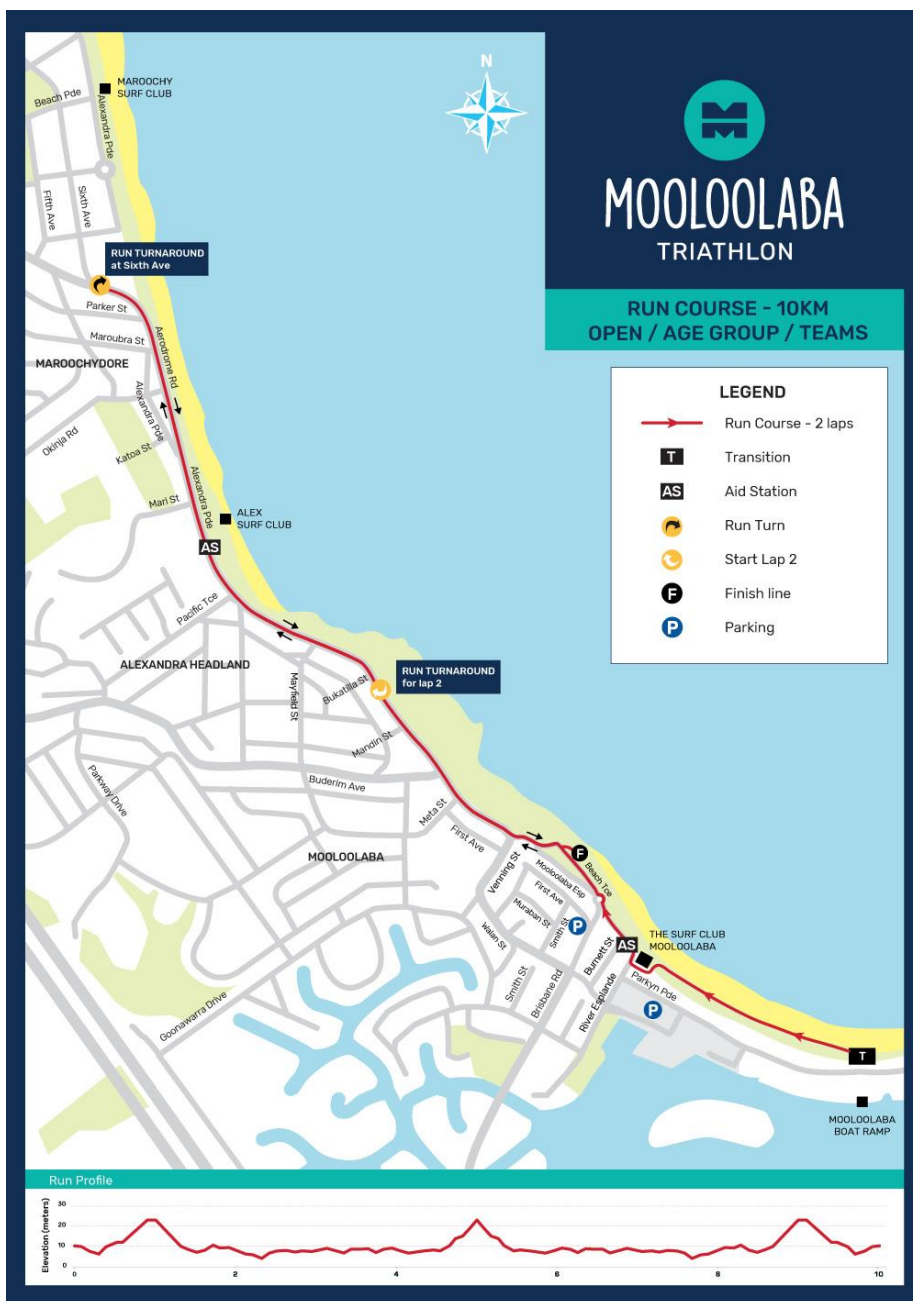 MOOLOOLABA
TRIATHLON
RUN COURSE - 10KM
OPEN / AGE GROUP / TEAMS
N
LEGEND
Run Course - 2 laps
T Transition
AS Aid Station
Run Turn
Start Lap 2
F Finish line
P Parking
MAROOCHY
SURF CLUB
Beach Pde
Alexandra Pde
Fifth Ave
Sixth Ave
RUN TURNAROUND
at Sixth Ave
Parker St
Maroubra St
Aerodrome Rd
MAROOCHYDORE
Alexandra Pde
Okinja Rd
Katoa St
Alexandra Pde
Mari St
ALEX
SURF CLUB
AS
Pacific Tce
ALEXANDRA HEADLAND
RUN TURNAROUND
for lap 2
Bukatilla St
Mayfield St
Mandin St
Buderim Ave
Parkway Drive
Meta St
First Ave
MOOLOOLABA
Venning St
F
Beach Tce
Mooloolaba Esp
First Ave
Muraban St
Smith St
P
Walan St
Burnett St
AS
THE SURF CLUB
MOOLOOLABA
Smith St
Brisbane Rd
River Esplande
Parkyn Pde
P
Goonawarra Drive
T
MOOLOOLABA
BOAT RAMP
Run Profile
Elevation (meters)
30
20
10
0
0 2 4 6 8 10